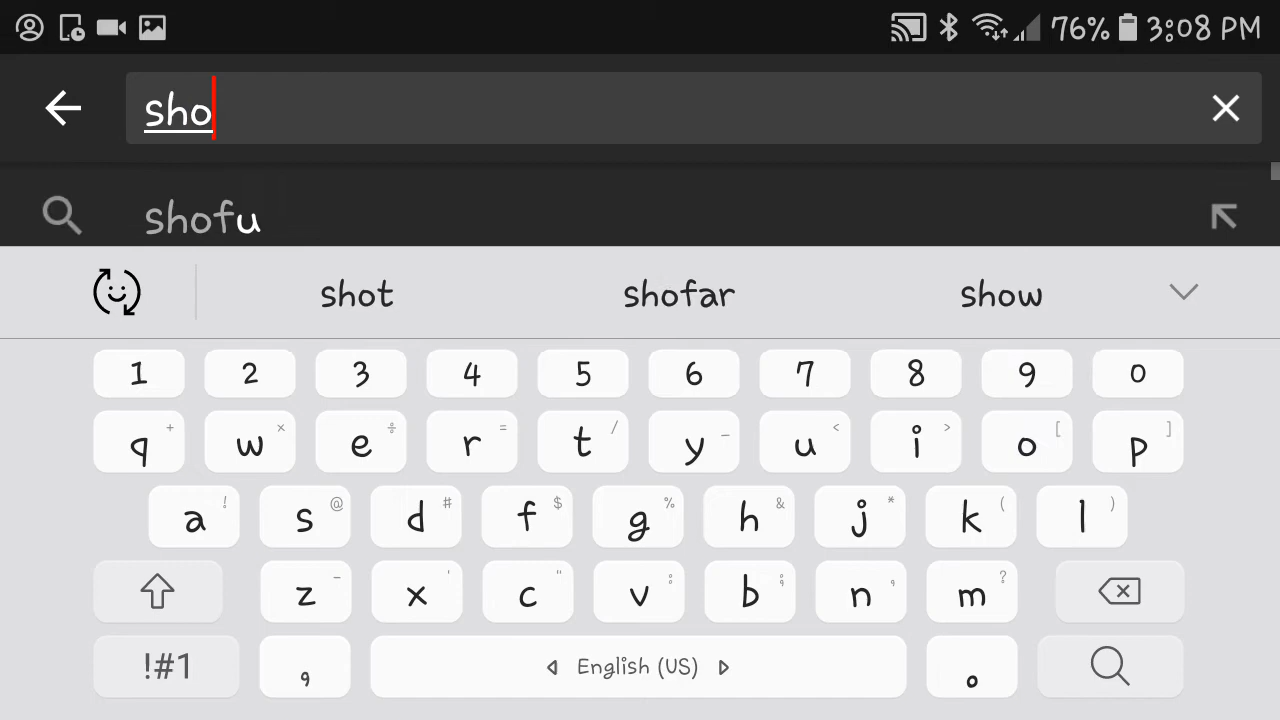 76% 3:08 PM
sho
shofu
shot shofar show
1 2 3 4 5 6 7 8 9 0
q + w × e ÷ r = t / y _ u < i > o [ p ]
a ! s @ d # f $ g % h & j * k ( l )
z - x ' c " v : b ; n , m ?
!#1 , English (US) .